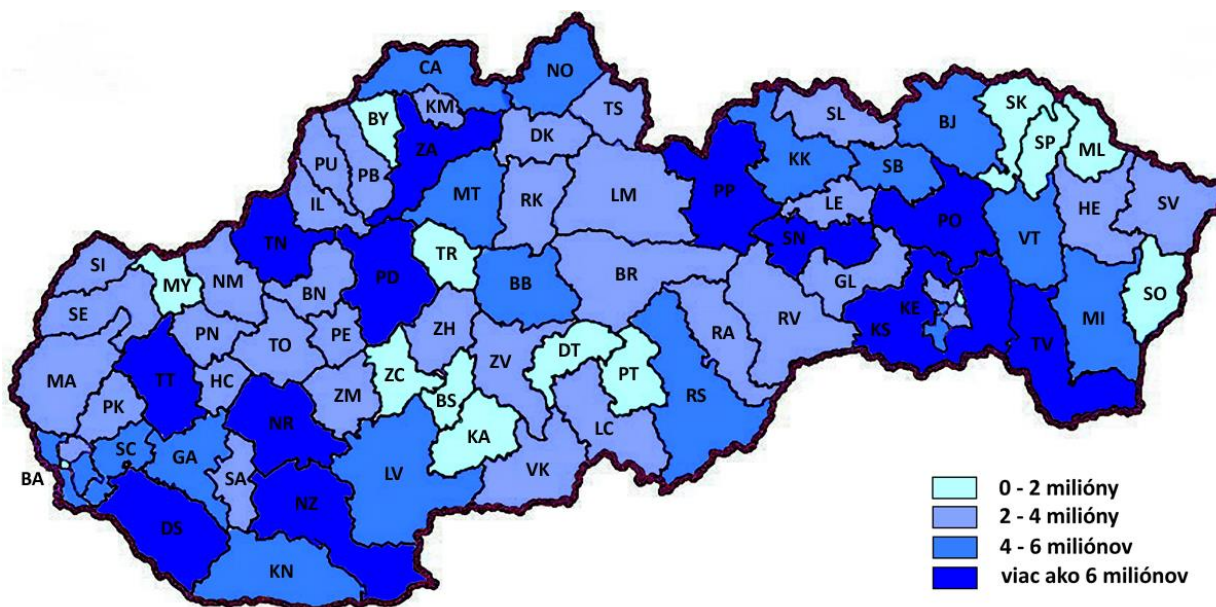 CA
NO
KM
TS
BY
SL
SK
BJ
DK
SP
ML
ZA
PU
PB
KK
SB
MT
RK
LM
PP
LE
HE
SV
IL
PO
TN
SN
VT
TR
SI
PD
BR
MY
NM
BB
GL
SO
BN
SE
KE
MI
PN
TO
PE
ZH
RA
RV
KS
TV
DT
ZV
MA
TT
HC
ZC
PT
ZM
BS
RS
PK
NR
KA
LC
SC
GA
SA
LV
VK
BA
NZ
DS
KN
0 - 2 milióny
2 - 4 milióny
4 - 6 miliónov
viac ako 6 miliónov